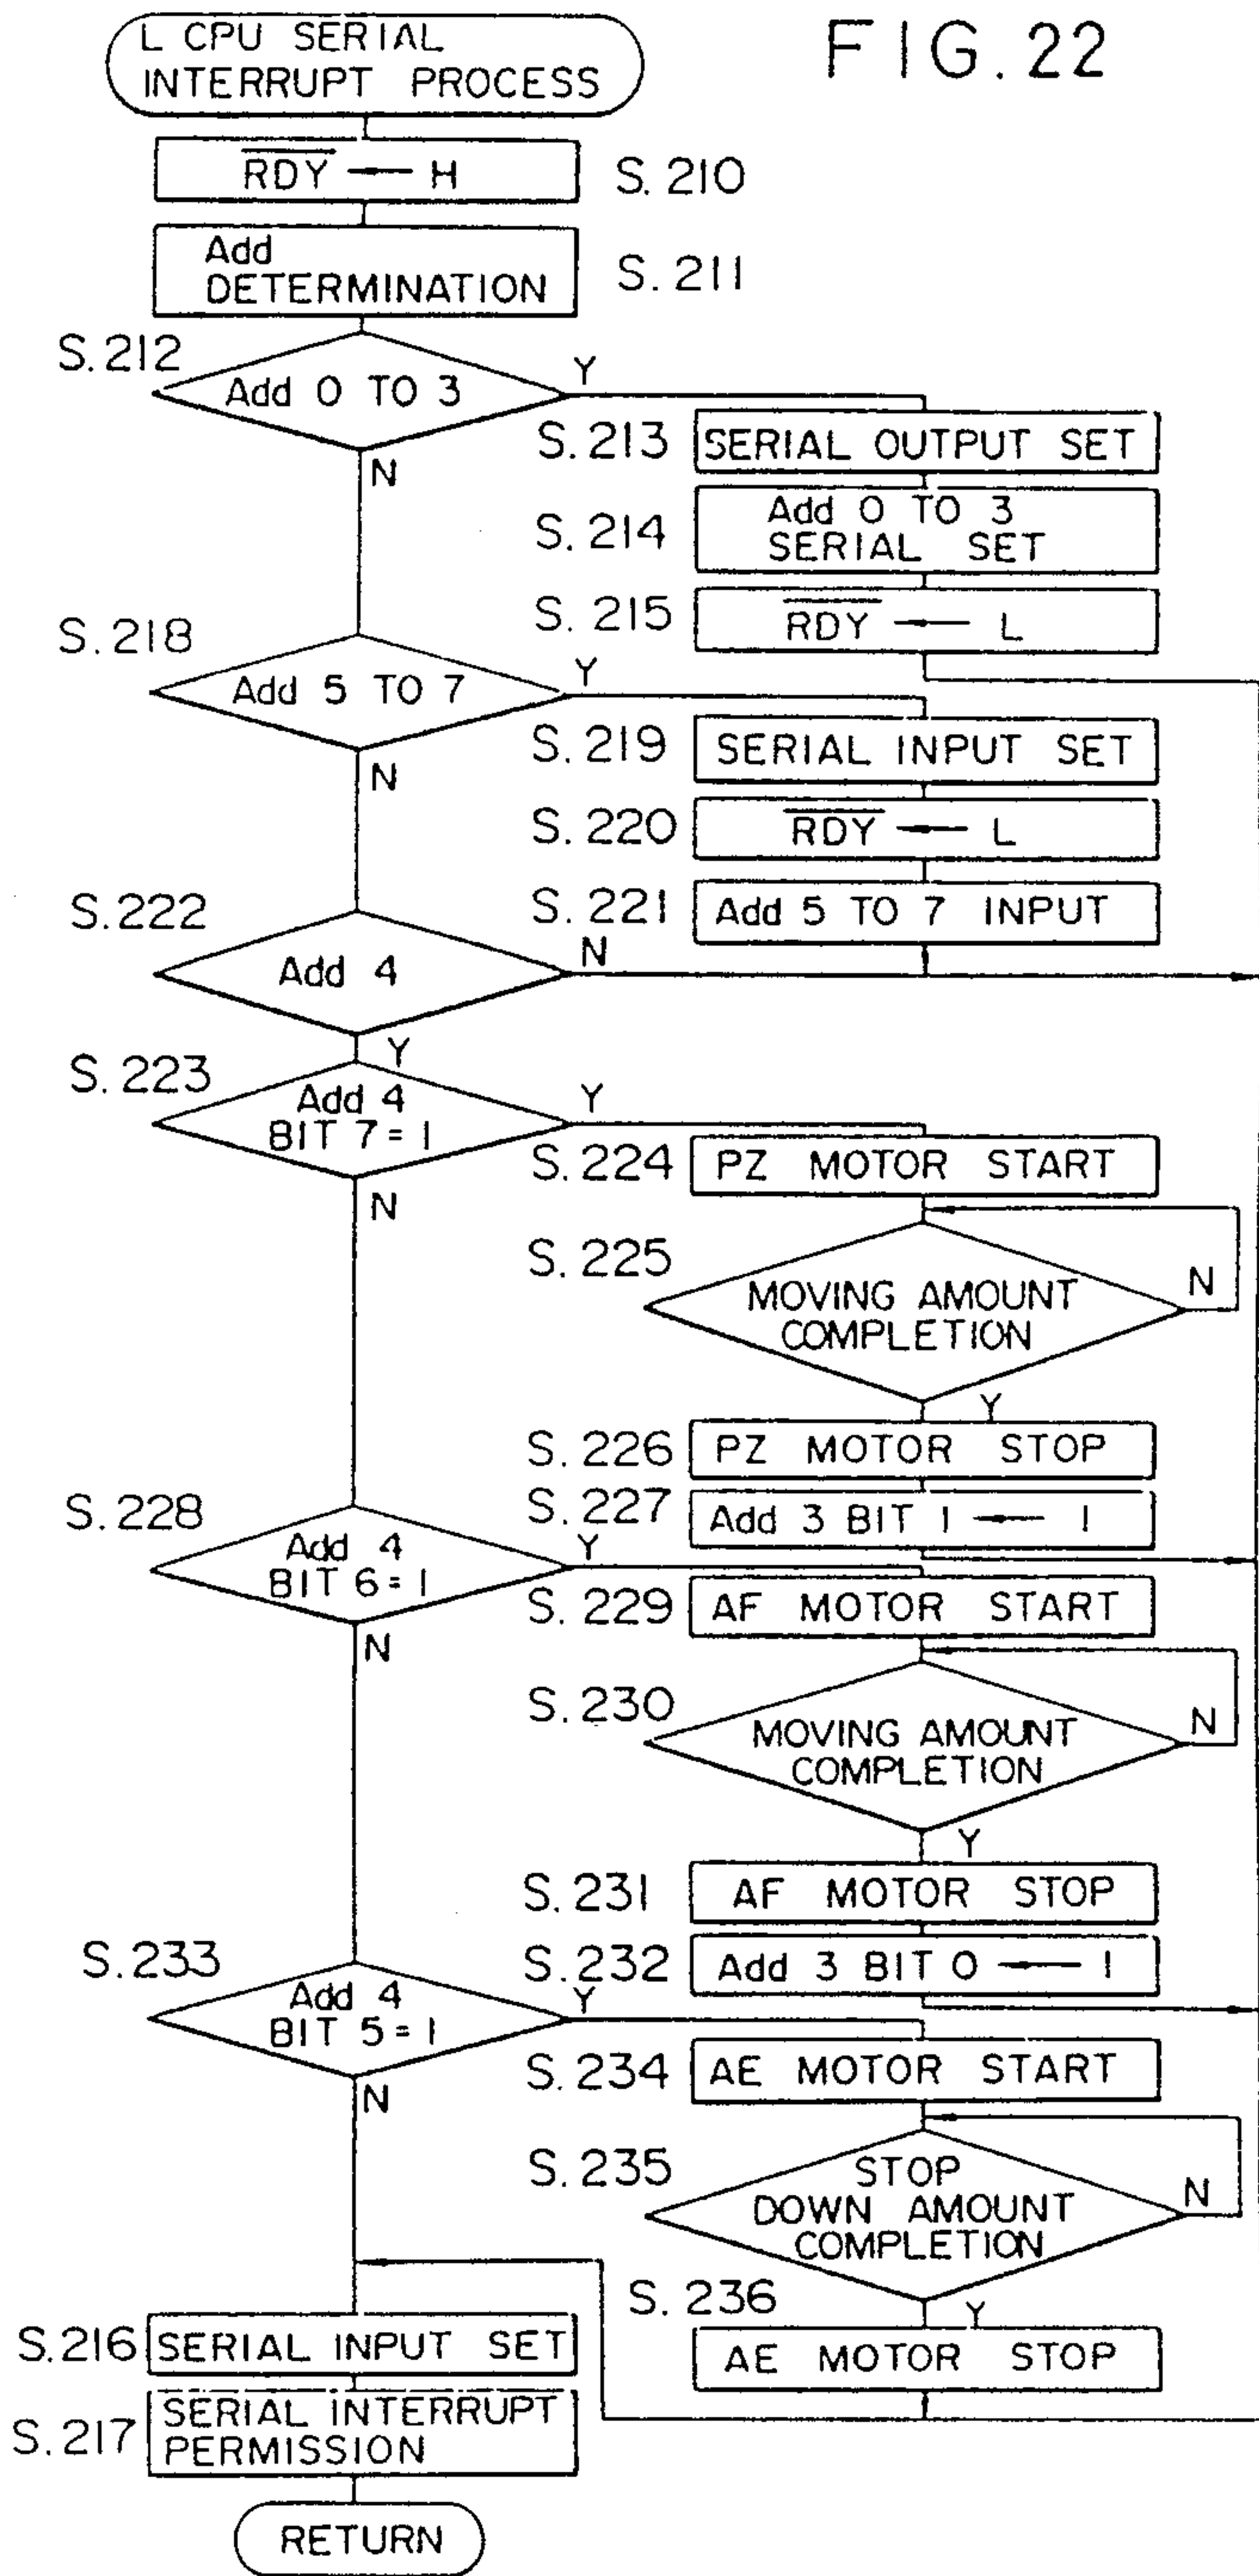 FIG. 22
L CPU SERIAL
INTERRUPT PROCESS
RDY ← H
S. 210
Add
DETERMINATION
S. 211
S. 212
Add 0 TO 3
Y
N
S. 213
SERIAL OUTPUT SET
S. 214
Add 0 TO 3
SERIAL SET
S. 215
RDY ← L
S. 218
Add 5 TO 7
Y
N
S. 219
SERIAL INPUT SET
S. 220
RDY ← L
S. 221
Add 5 TO 7 INPUT
S. 222
Add 4
N
Y
S. 223
Add 4
BIT 7 = 1
Y
N
S. 224
PZ MOTOR START
S. 225
MOVING AMOUNT
COMPLETION
N
Y
S. 226
PZ MOTOR STOP
S. 227
Add 3 BIT 1 ← 1
S. 228
Add 4
BIT 6 = 1
Y
N
S. 229
AF MOTOR START
S. 230
MOVING AMOUNT
COMPLETION
N
Y
S. 231
AF MOTOR STOP
S. 232
Add 3 BIT 0 ← 1
S. 233
Add 4
BIT 5 = 1
Y
N
S. 234
AE MOTOR START
S. 235
STOP
DOWN AMOUNT
COMPLETION
N
Y
S. 236
AE MOTOR STOP
S. 216
SERIAL INPUT SET
S. 217
SERIAL INTERRUPT
PERMISSION
RETURN